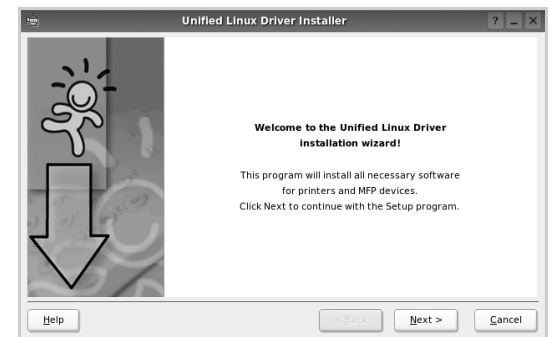 Unified Linux Driver Installer
Welcome to the Unified Linux Driver
installation wizard!
This program will install all necessary software
for printers and MFP devices.
Click Next to continue with the Setup program.
Help
< Back
Next >
Cancel